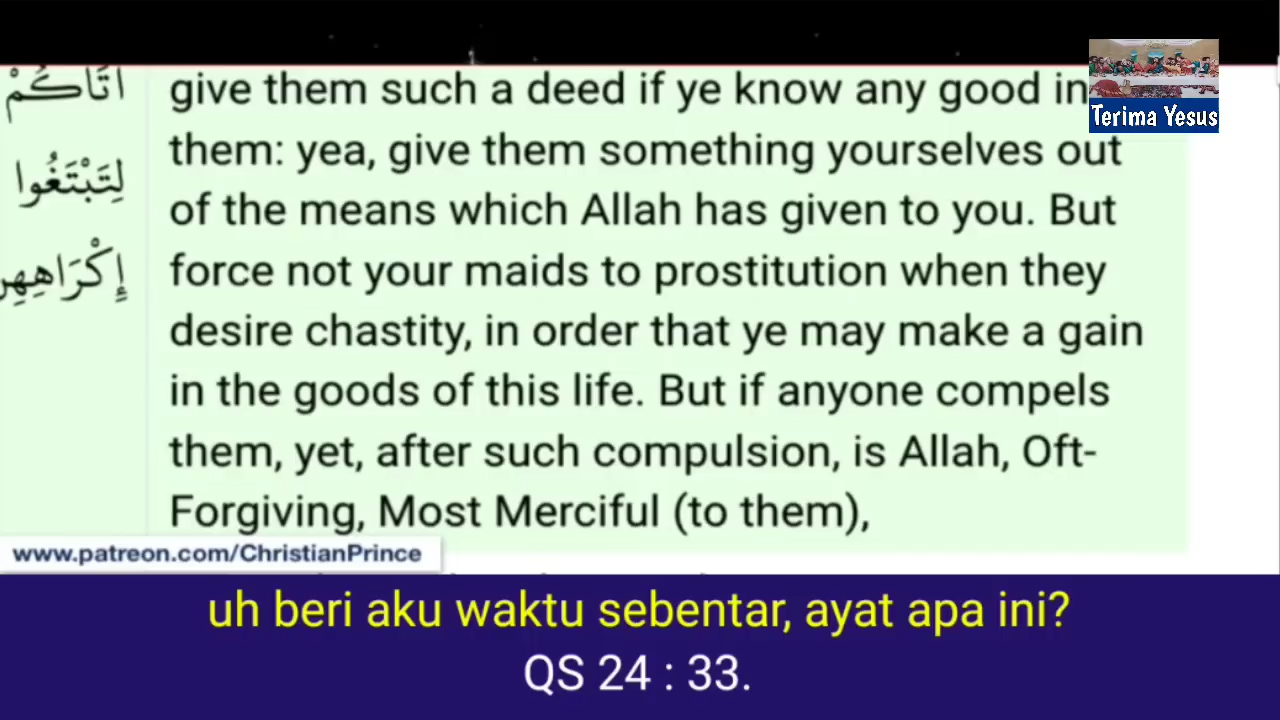 give them such a deed if ye know any good in
them: yea, give them something yourselves out
of the means which Allah has given to you. But
force not your maids to prostitution when they
desire chastity, in order that ye may make a gain
in the goods of this life. But if anyone compels
them, yet, after such compulsion, is Allah, Oft-
Forgiving, Most Merciful (to them),
آتَاكُمْ
لِتَبْتَغُوا
Terima Yesus
www.patreon.com/ChristianPrince
uh beri aku waktu sebentar, ayat apa ini?
QS 24 : 33.